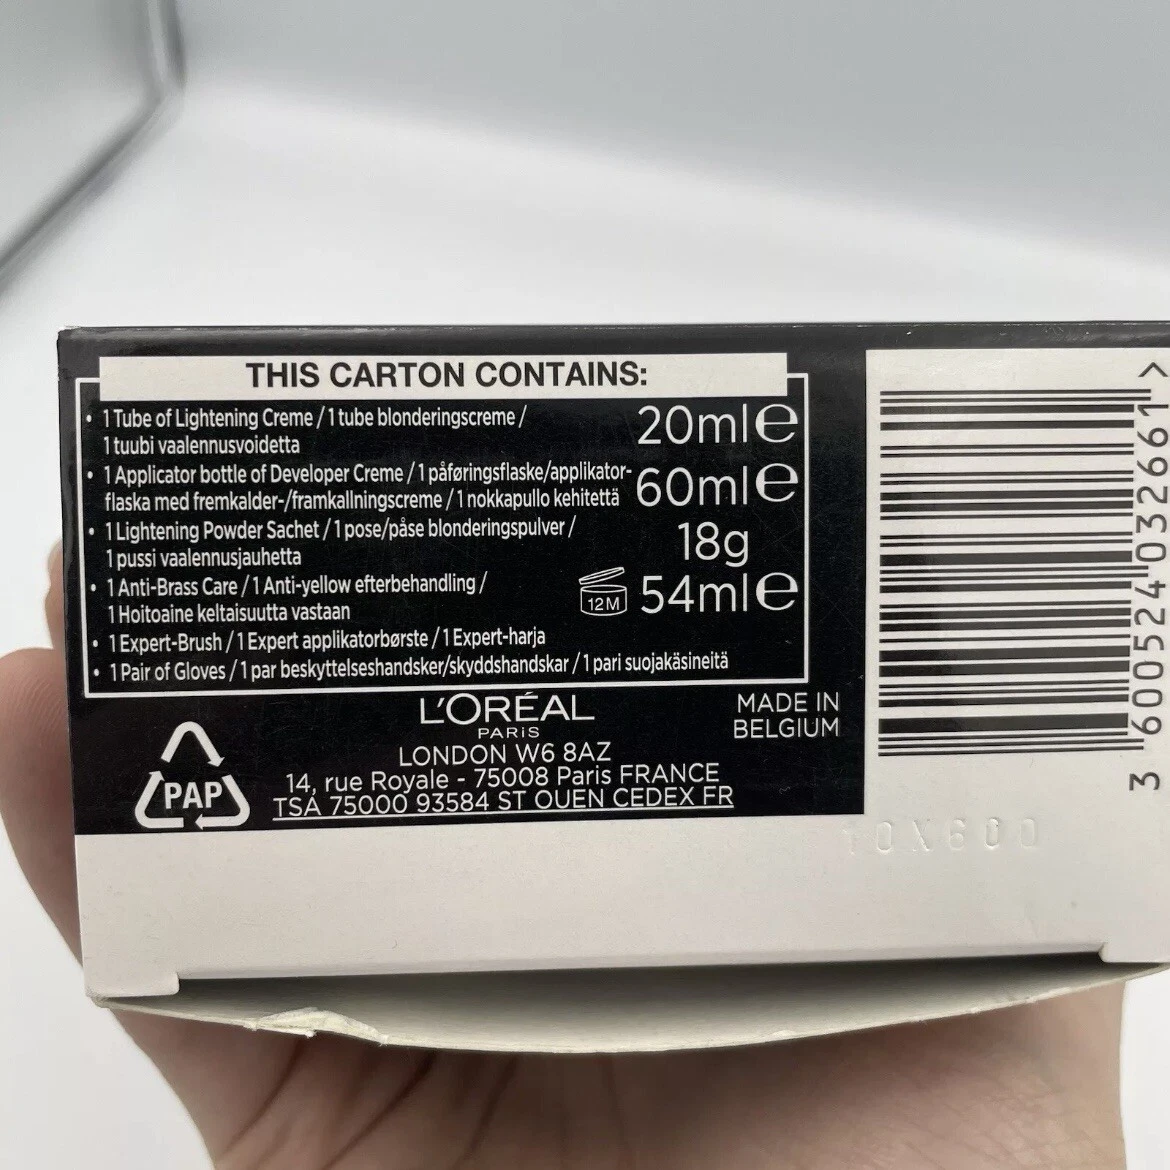 THIS CARTON CONTAINS:
• 1 Tube of Lightening Creme / 1 tube blonderingscreme /
1 tuubi vaalennusvoidetta
20ml℮
• 1 Applicator bottle of Developer Creme / 1 påføringsflaske/applikator-
flaska med fremkalder-/framkallningscreme / 1 nokkapullo kehitettä
60ml℮
• 1 Lightening Powder Sachet / 1 pose/påse blonderingspulver /
1 pussi vaalennusjauhetta
18g
• 1 Anti-Brass Care / 1 Anti-yellow efterbehandling /
1 Hoitoaine keltaisuutta vastaan
12M
54ml℮
• 1 Expert-Brush / 1 Expert applikatorbørste / 1 Expert-harja
• 1 Pair of Gloves / 1 par beskyttelseshandsker/skyddshandskar / 1 pari suojakäsineitä
L'ORÉAL
PARiS
LONDON W6 8AZ
14, rue Royale - 75008 Paris FRANCE
TSA 75000 93584 ST OUEN CEDEX FR
MADE IN
BELGIUM
PAP
3 600524 032661 >
10X600